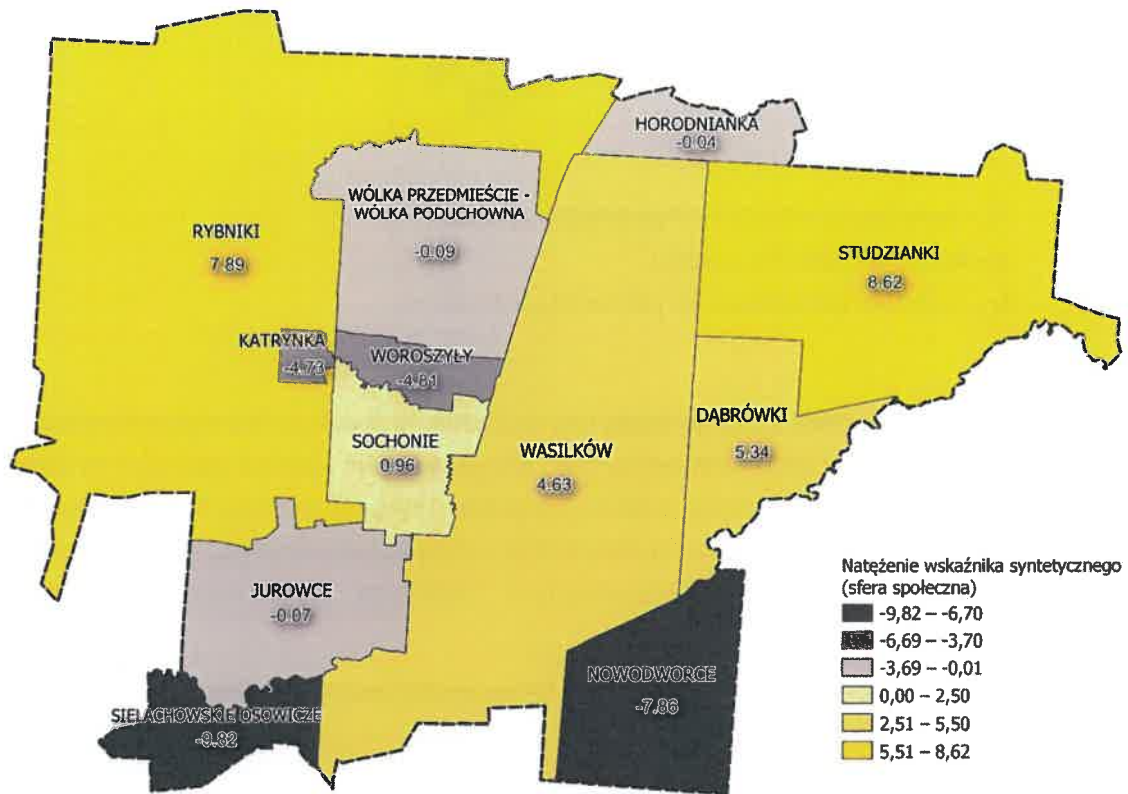 HORODNIANKA
-0.04
WÓLKA PRZEDMIEŚCIE -
WÓLKA PODUCHOWNA
-0.09
RYBNIKI
7.89
STUDZIANKI
8.62
KATRYNKA
-4.73
WOROSZYŁY
-4.81
DĄBRÓWKI
5.34
SOCHONIE
0.96
WASILKÓW
4.63
JUROWCE
-0.07
NOWODWORCE
-7.86
SIELACHOWSKIE OSOWICZE
-9.82
Natężenie wskaźnika syntetycznego
(sfera społeczna)
-9,82 – -6,70
-6,69 – -3,70
-3,69 – -0,01
0,00 – 2,50
2,51 – 5,50
5,51 – 8,62